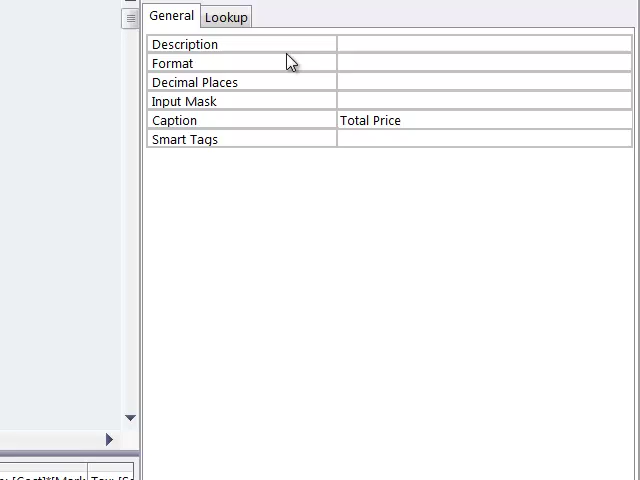 General Lookup
Description
Format
Decimal Places
Input Mask
Caption Total Price
Smart Tags